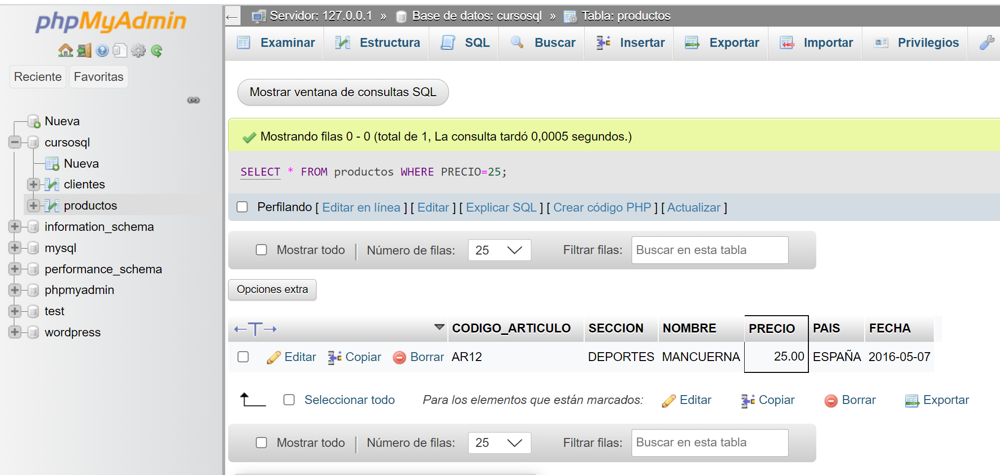 phpMyAdmin
Reciente Favoritas
Nueva
cursosql
Nueva
clientes
productos
information_schema
mysql
performance_schema
phpmyadmin
test
wordpress
← Servidor: 127.0.0.1 » Base de datos: cursosql » Tabla: productos
Examinar Estructura SQL Buscar Insertar Exportar Importar Privilegios
Mostrar ventana de consultas SQL
Mostrando filas 0 - 0 (total de 1, La consulta tardó 0,0005 segundos.)
SELECT * FROM productos WHERE PRECIO=25;
Perfilando [ Editar en línea ] [ Editar ] [ Explicar SQL ] [ Crear código PHP ] [ Actualizar ]
Mostrar todo Número de filas: 25 Filtrar filas: Buscar en esta tabla
Opciones extra
←T→ CODIGO_ARTICULO SECCION NOMBRE PRECIO PAIS FECHA
Editar Copiar Borrar AR12 DEPORTES MANCUERNA 25.00 ESPAÑA 2016-05-07
Seleccionar todo Para los elementos que están marcados: Editar Copiar Borrar Exportar
Mostrar todo Número de filas: 25 Filtrar filas: Buscar en esta tabla